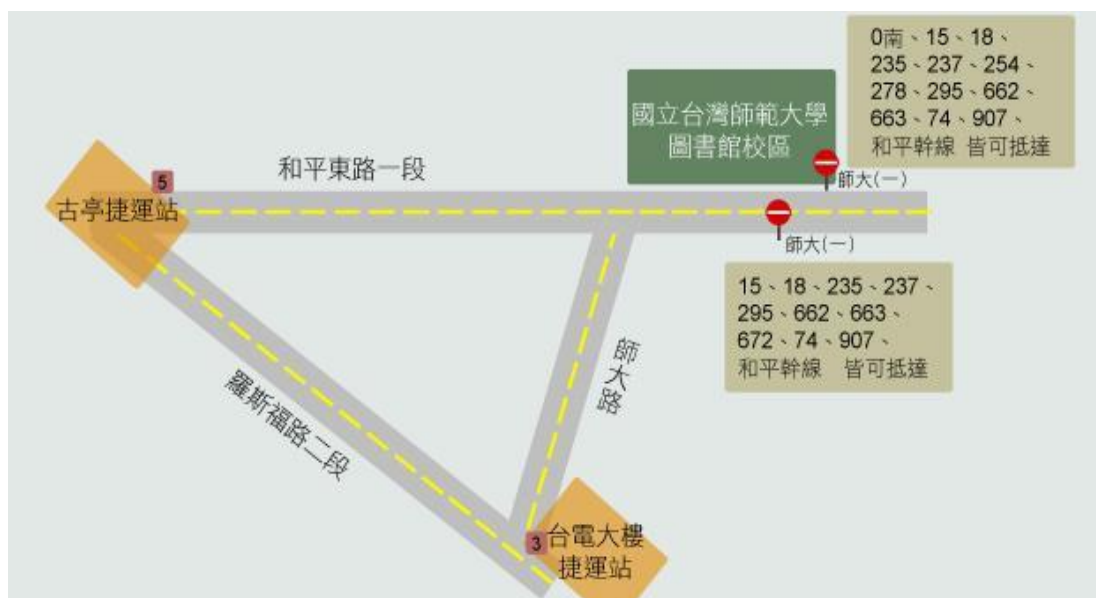 0南、15、18、
235、237、254、
278、295、662、
663、74、907、
和平幹線 皆可抵達
國立台灣師範大學
圖書館校區
師大(一)
和平東路一段
5
古亭捷運站
師大(一)
15、18、235、237、
295、662、663、
672、74、907、
和平幹線 皆可抵達
師大路
羅斯福路二段
3
台電大樓
捷運站